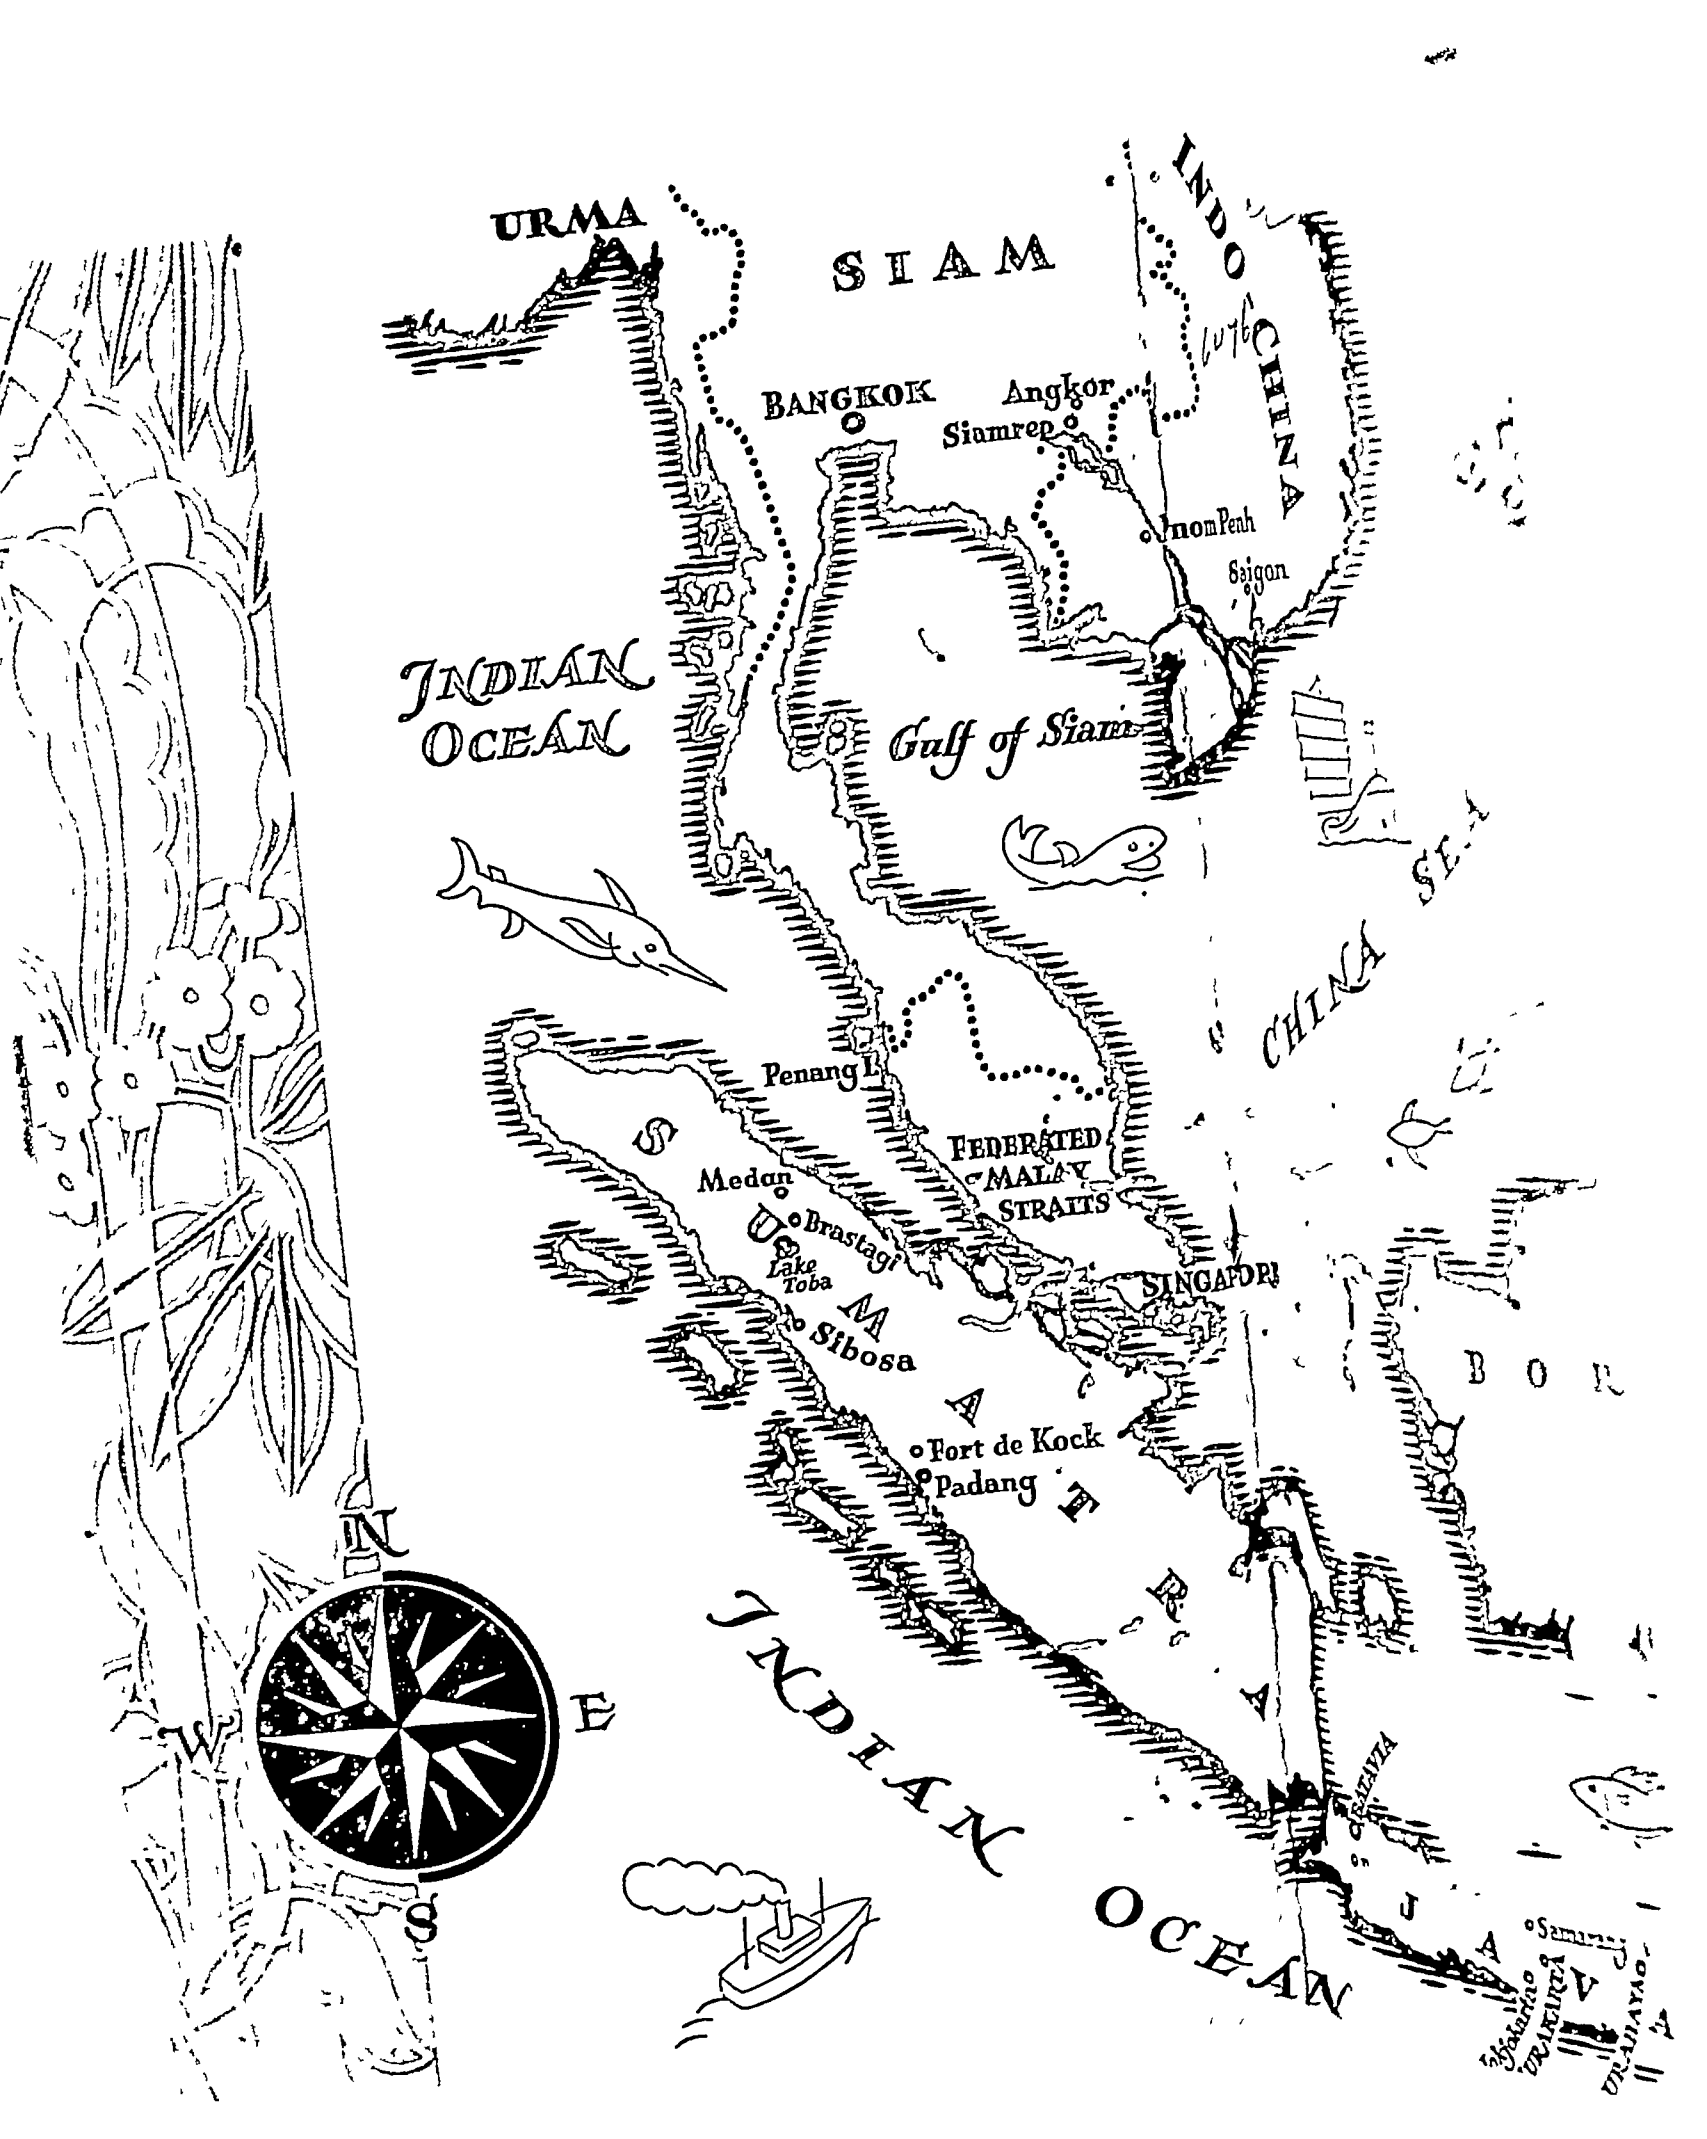 INDO
CHINA
URMA
SIAM
BANGKOK
Angkor
Siamrep
nomPenh
Saigon
INDIAN
OCEAN
Gulf of Siam
CHINA SEA
Penang I.
FEDERATED
MALAY
STRAITS
SUMATRA
Medan
Brastagi
Lake
Toba
SINGAPORE
Sibosa
BOR
Fort de Kock
Padang
N
W
E
S
INDIAN OCEAN
BATAVIA
JAV